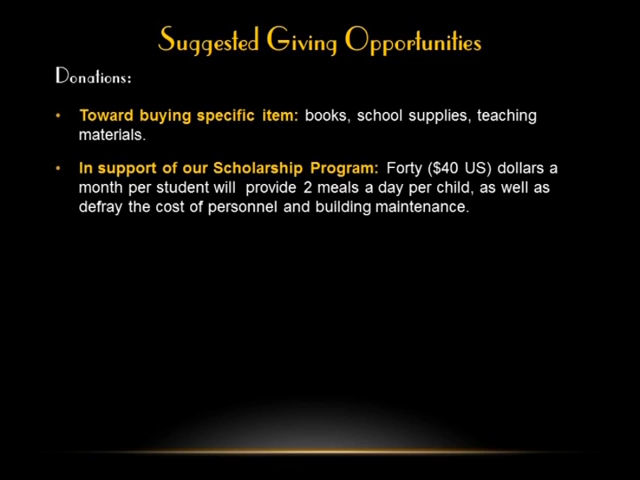 Suggested Giving Opportunities
Donations:
• Toward buying specific item: books, school supplies, teaching
materials.
• In support of our Scholarship Program: Forty ($40 US) dollars a
month per student will provide 2 meals a day per child, as well as
defray the cost of personnel and building maintenance.